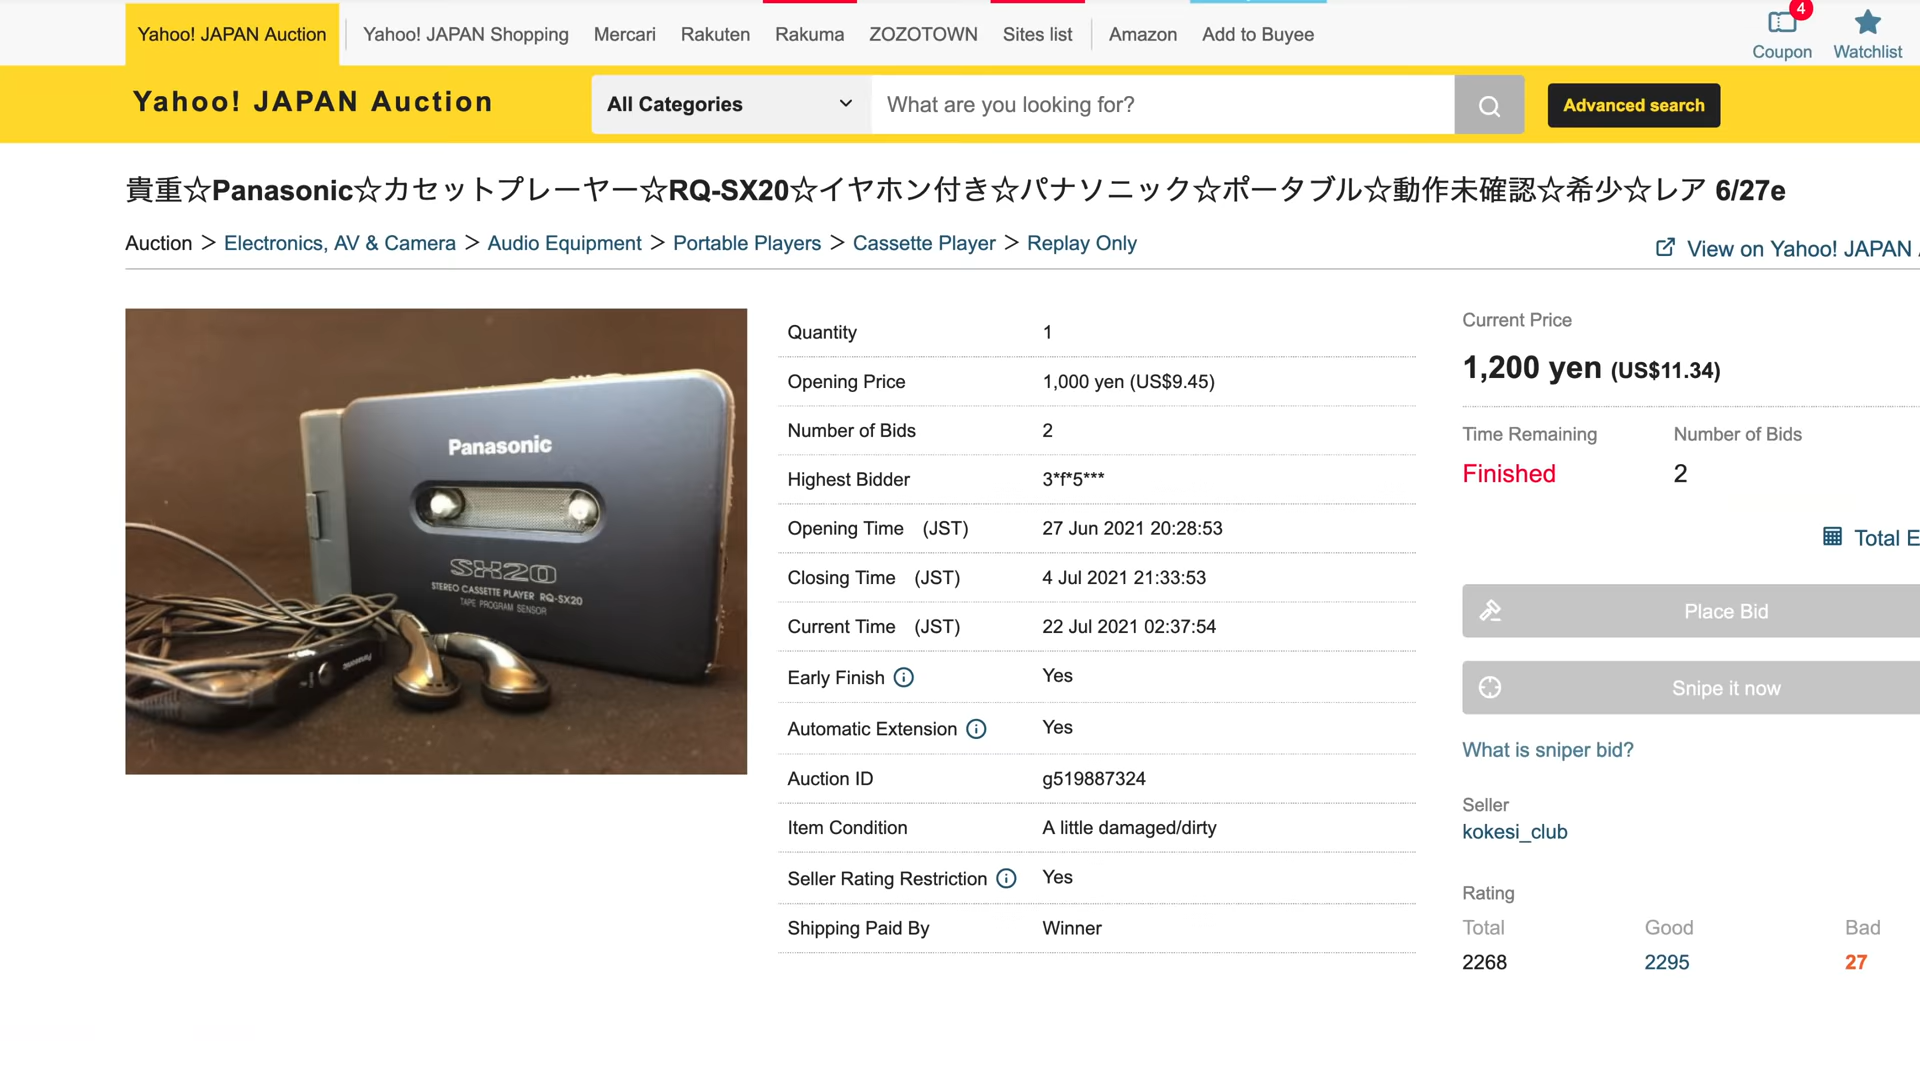 4
Yahoo! JAPAN Auction
Yahoo! JAPAN Shopping
Mercari
Rakuten
Rakuma
ZOZOTOWN
Sites list
Amazon
Add to Buyee
Coupon
Watchlist
Yahoo! JAPAN Auction
All Categories
What are you looking for?
Advanced search
貴重☆Panasonic☆カセットプレーヤー☆RQ-SX20☆イヤホン付き☆パナソニック☆ポータブル☆動作未確認☆希少☆レア 6/27e
Auction > Electronics, AV & Camera > Audio Equipment > Portable Players > Cassette Player > Replay Only
View on Yahoo! JAPAN
Panasonic
SX20
STEREO CASSETTE PLAYER RQ-SX20
TAPE PROGRAM SENSOR
Panasonic
Quantity 1
Opening Price 1,000 yen (US$9.45)
Number of Bids 2
Highest Bidder 3*f*5***
Opening Time (JST) 27 Jun 2021 20:28:53
Closing Time (JST) 4 Jul 2021 21:33:53
Current Time (JST) 22 Jul 2021 02:37:54
Early Finish Yes
Automatic Extension Yes
Auction ID g519887324
Item Condition A little damaged/dirty
Seller Rating Restriction Yes
Shipping Paid By Winner
Current Price
1,200 yen (US$11.34)
Time Remaining Number of Bids
Finished 2
Total E
Place Bid
Snipe it now
What is sniper bid?
Seller
kokesi_club
Rating
Total Good Bad
2268 2295 27